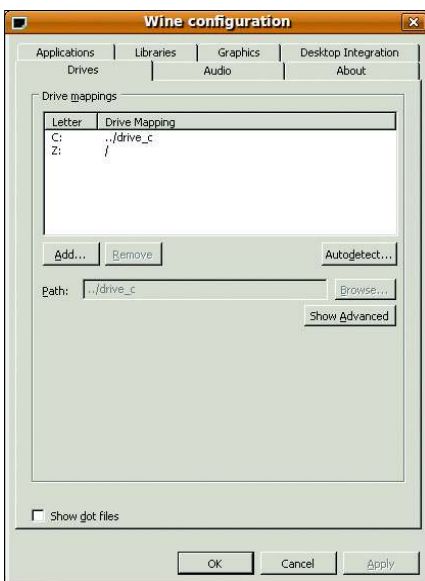 Wine configuration
Applications Libraries Graphics Desktop Integration
Drives Audio About
Drive mappings
Letter Drive Mapping
C: ../drive_c
Z: /
Add... Remove Autodetect...
Path: ../drive_c Browse...
Show Advanced
Show dot files
OK Cancel Apply